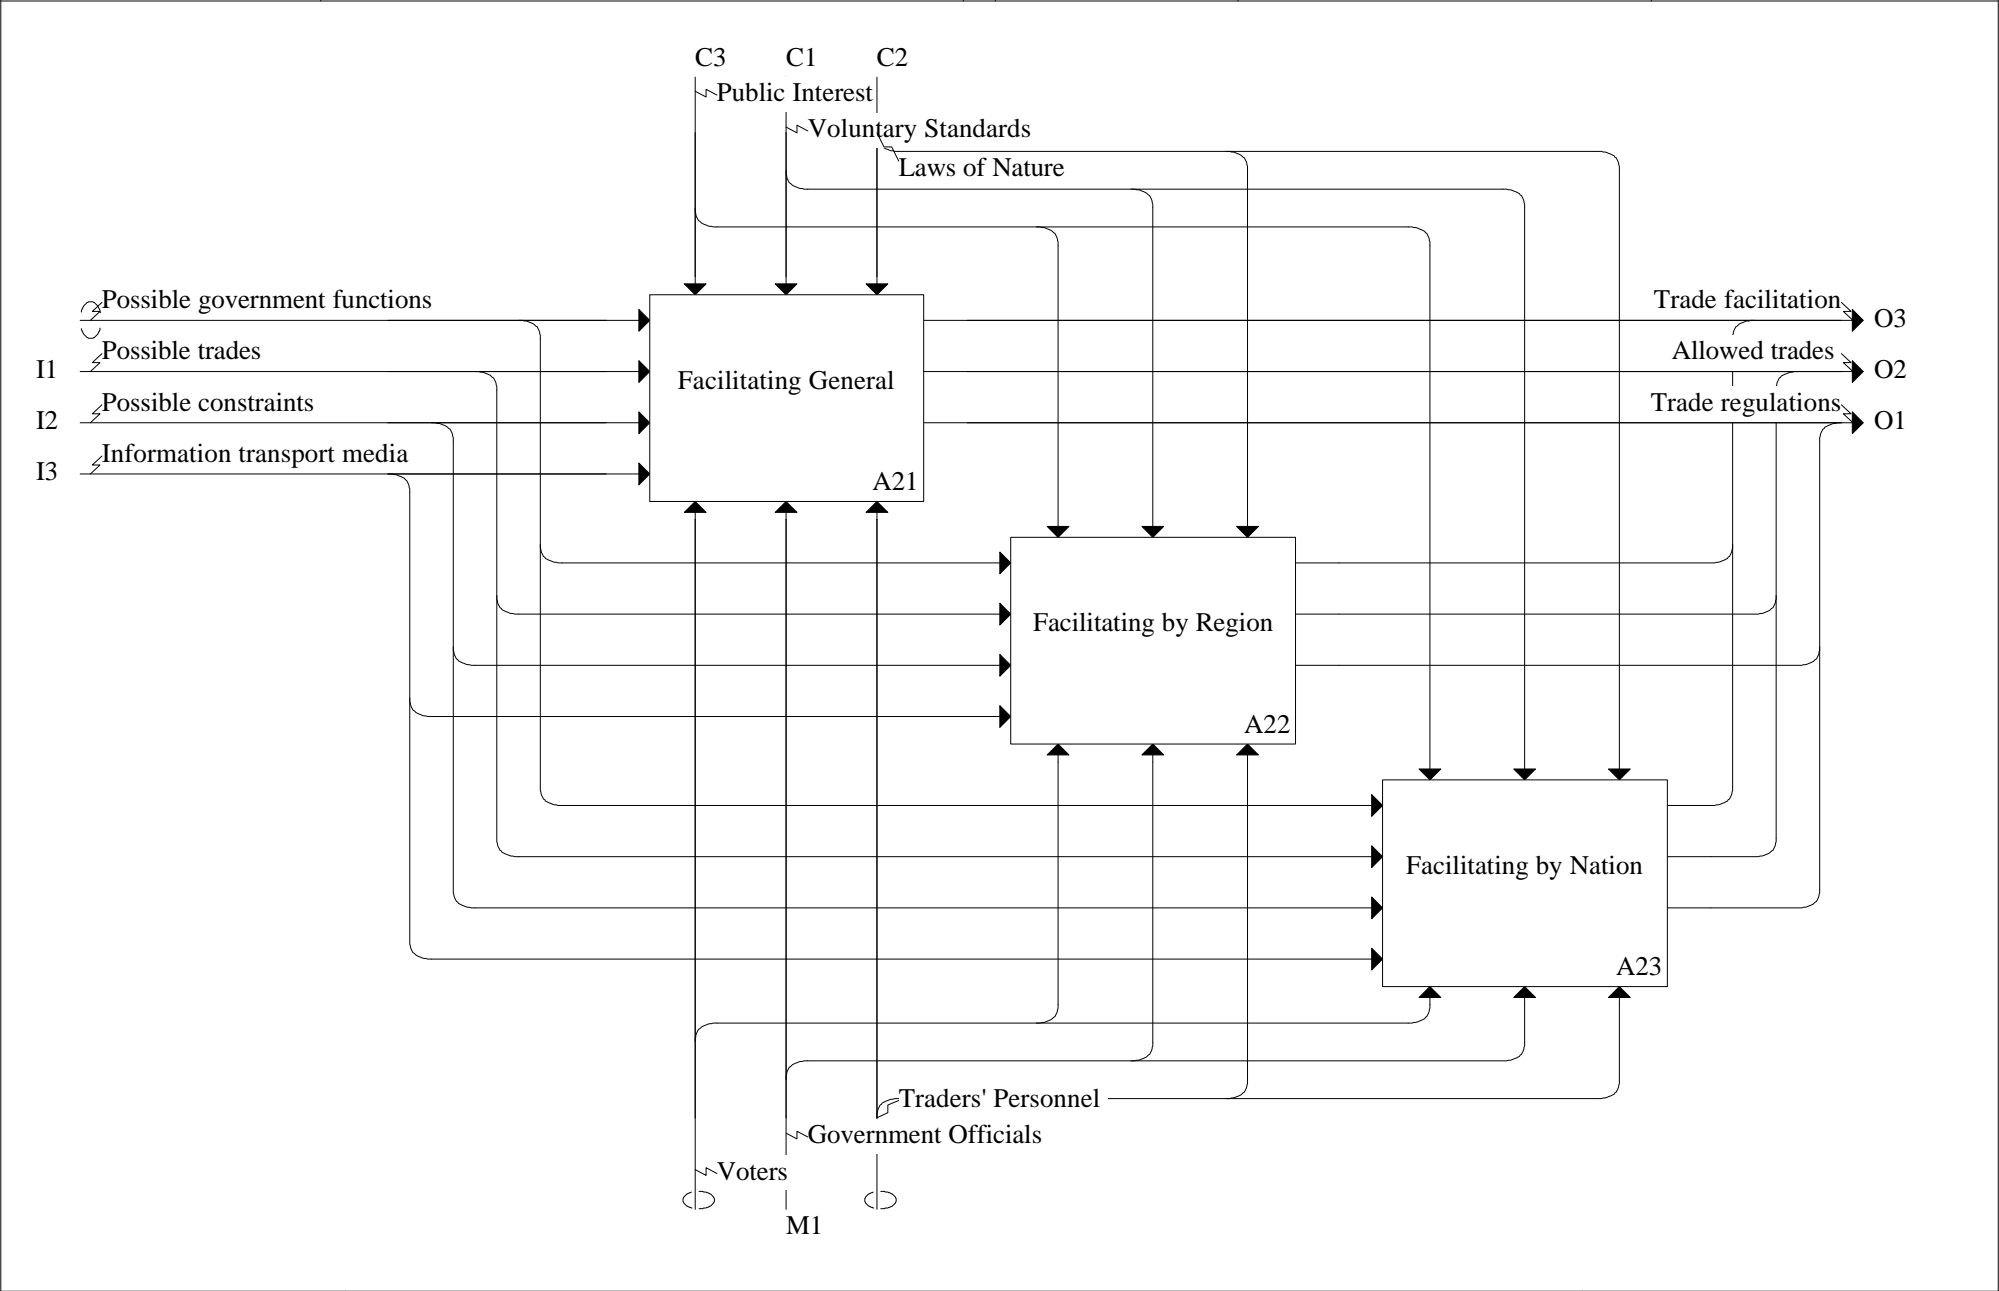 C3 C1 C2
Public Interest
Voluntary Standards
Laws of Nature
Possible government functions
Trade facilitation
O3
I1
Possible trades
Allowed trades
O2
Facilitating General
I2
Possible constraints
Trade regulations
O1
I3
Information transport media
A21
Facilitating by Region
A22
Facilitating by Nation
A23
Traders' Personnel
Government Officials
Voters
M1